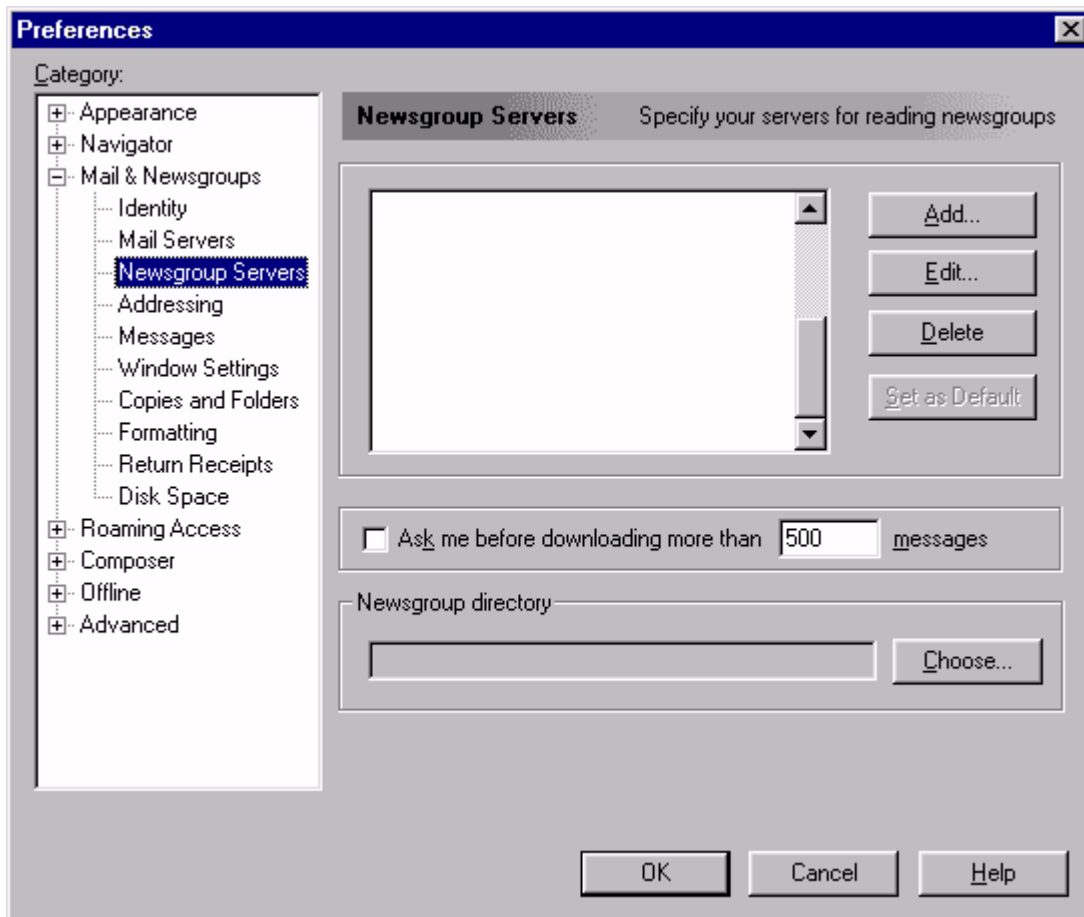 Preferences
Category:
Appearance
Navigator
Mail & Newsgroups
Identity
Mail Servers
Newsgroup Servers
Addressing
Messages
Window Settings
Copies and Folders
Formatting
Return Receipts
Disk Space
Roaming Access
Composer
Offline
Advanced
Newsgroup Servers Specify your servers for reading newsgroups
Add...
Edit...
Delete
Set as Default
Ask me before downloading more than 500 messages
Newsgroup directory
Choose...
OK Cancel Help